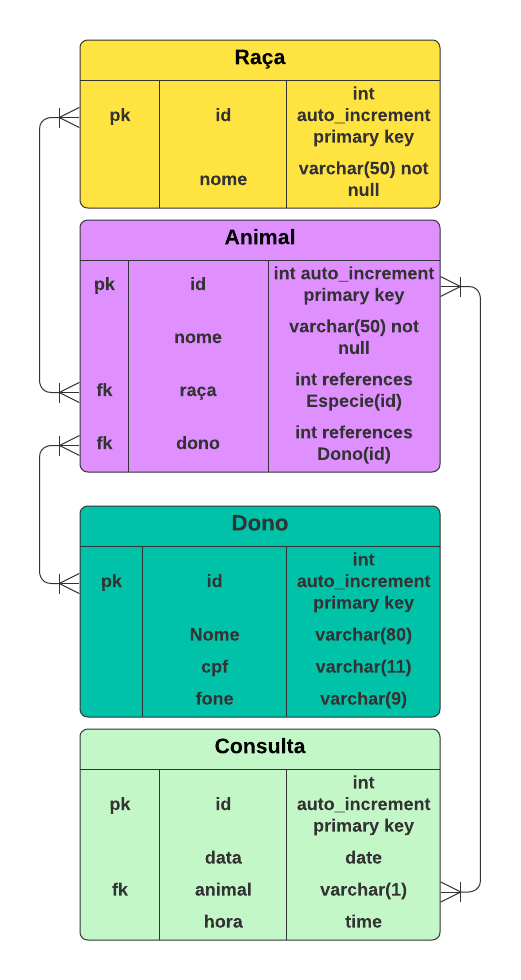 Raça
pk id int auto_increment primary key
nome varchar(50) not null
Animal
pk id int auto_increment primary key
nome varchar(50) not null
fk raça int references Especie(id)
fk dono int references Dono(id)
Dono
pk id int auto_increment primary key
Nome varchar(80)
cpf varchar(11)
fone varchar(9)
Consulta
pk id int auto_increment primary key
data date
fk animal varchar(1)
hora time